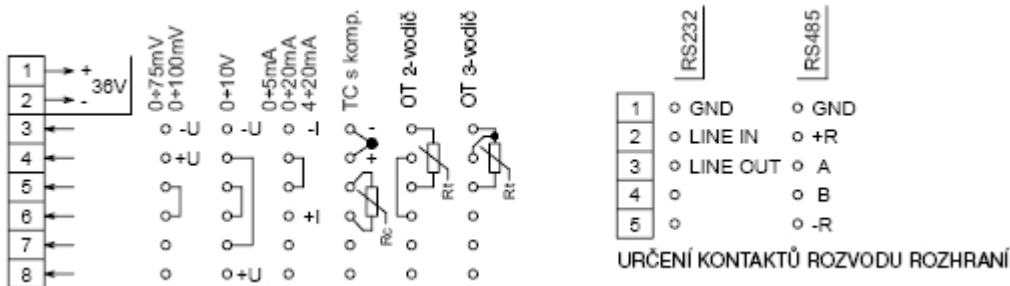 0÷75mV
0÷100mV
0÷10V
0÷5mA
0÷20mA
4÷20mA
TC s komp.
OT 2-vodič
OT 3-vodič
1 + 36V
2 -
3 -U -U -I -
4 +U +
5
6 +I
7
8 +U
Rc
Rt
Rt
RS232
RS485
1 GND GND
2 LINE IN +R
3 LINE OUT A
4 B
5 -R
URČENÍ KONTAKTŮ ROZVODU ROZHRANÍ